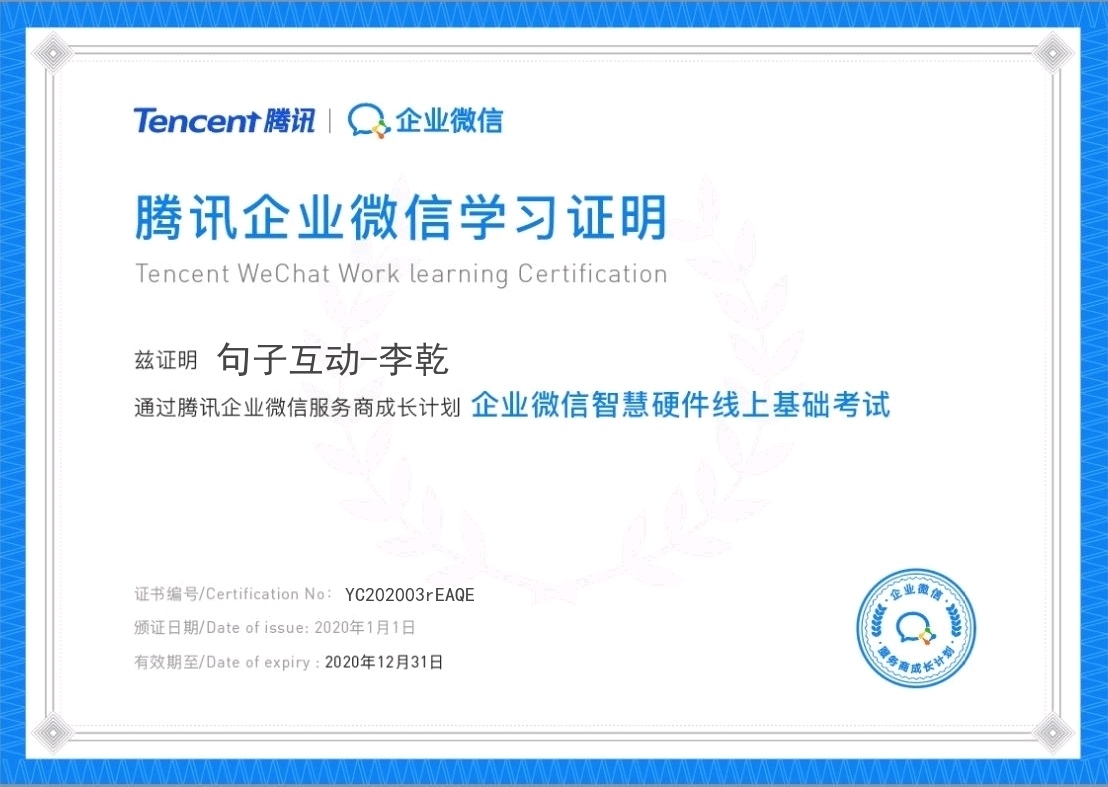 Tencent腾讯 | 企业微信
腾讯企业微信学习证明
Tencent WeChat Work learning Certification
兹证明 句子互动-李乾
通过腾讯企业微信服务商成长计划 企业微信智慧硬件线上基础考试
证书编号/Certification No: YC202003rEAQE
颁证日期/Date of issue: 2020年1月1日
有效期至/Date of expiry : 2020年12月31日
·企业微信·
·服务商成长计划·